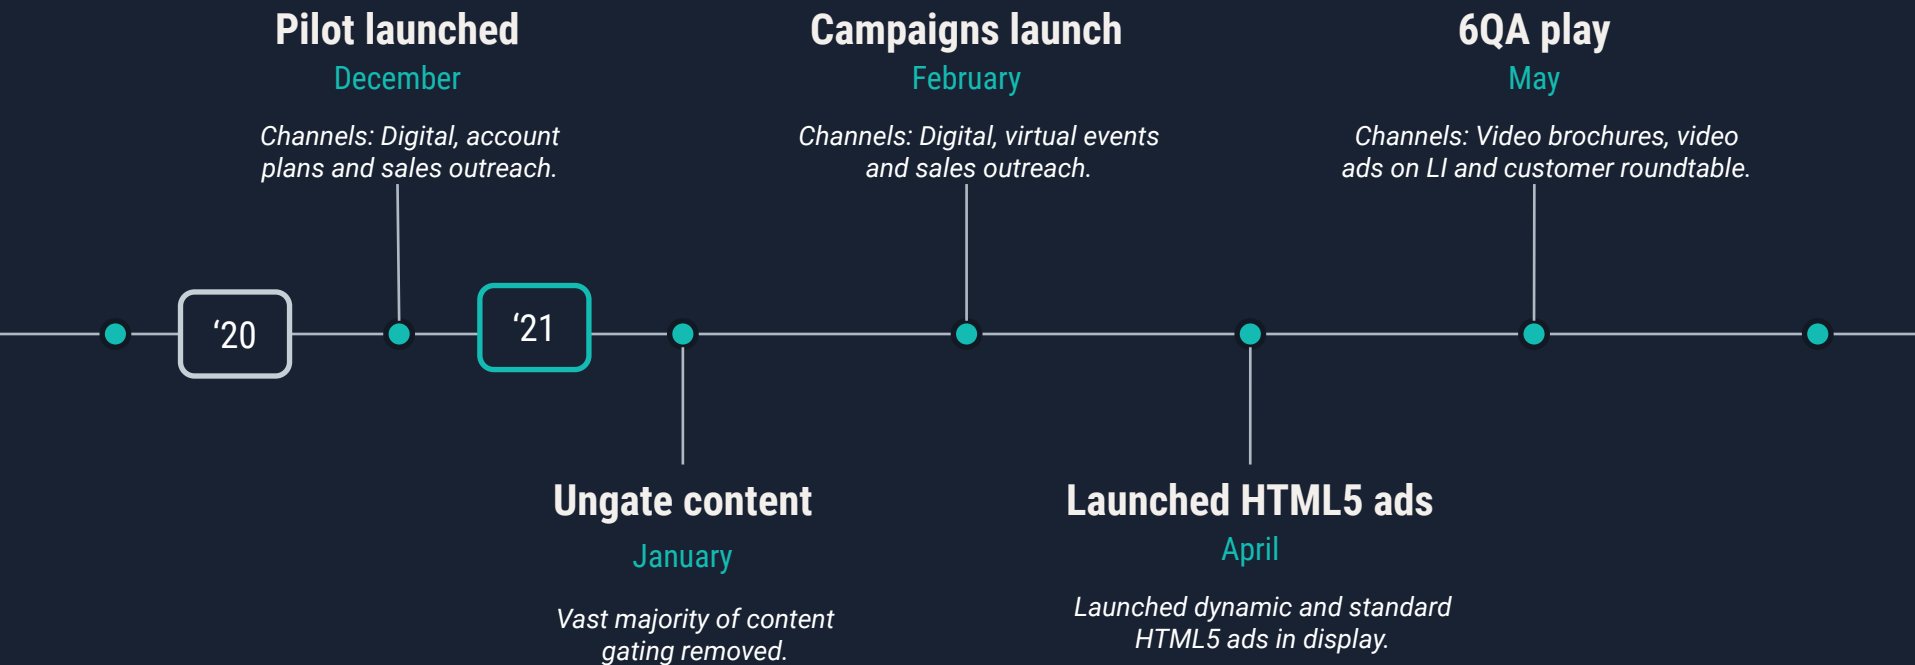 Pilot launched
December
Channels: Digital, account
plans and sales outreach.
Campaigns launch
February
Channels: Digital, virtual events
and sales outreach.
6QA play
May
Channels: Video brochures, video
ads on LI and customer roundtable.
‘20
‘21
Ungate content
January
Vast majority of content
gating removed.
Launched HTML5 ads
April
Launched dynamic and standard
HTML5 ads in display.